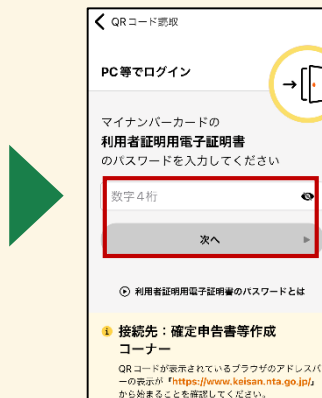 QRコード読取
PC等でログイン
マイナンバーカードの
利用者証明用電子証明書
のパスワードを入力してください
数字4桁
次へ
利用者証明用電子証明書のパスワードとは
接続先：確定申告書等作成
コーナー
QRコードが表示されているブラウザのアドレスバ
ーの表示が「https://www.keisan.nta.go.jp/」
から始まることを確認してください。